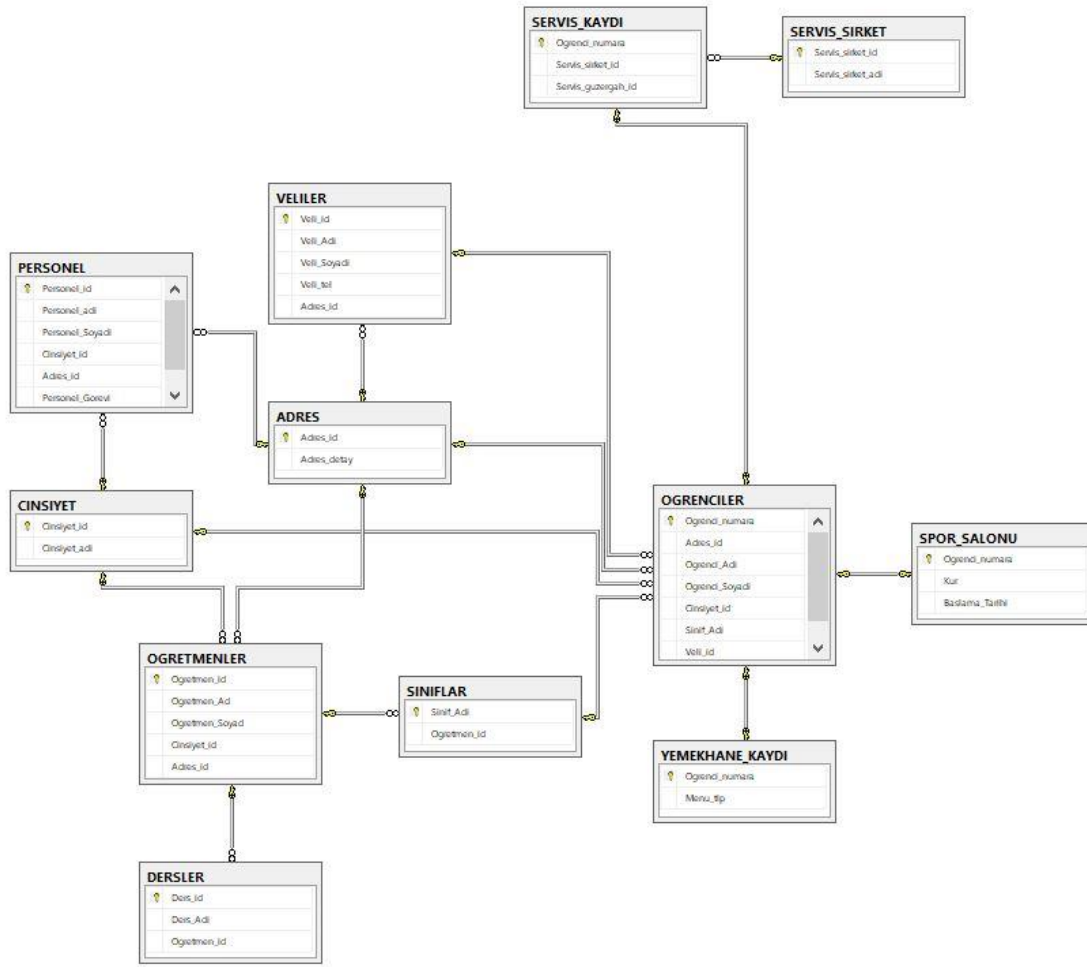 SERVIS_KAYDI
Ogrenci_numara
Servis_sirket_id
Servis_guzergah_id
SERVIS_SIRKET
Servis_sirket_id
Servis_sirket_adi
VELILER
Veli_id
Veli_Adi
Veli_Soyadi
Veli_tel
Adres_id
PERSONEL
Personel_id
Personel_adi
Personel_Soyadi
Cinsiyet_id
Adres_id
Personel_Gorevi
ADRES
Adres_id
Adres_detay
CINSIYET
Cinsiyet_id
Cinsiyet_adi
OGRENCILER
Ogrenci_numara
Adres_id
Ogrenci_Adi
Ogrenci_Soyadi
Cinsiyet_id
Sinif_Adi
Veli_id
SPOR_SALONU
Ogrenci_numara
Kur
Baslama_Tarihi
OGRETMENLER
Ogretmen_id
Ogretmen_Ad
Ogretmen_Soyad
Cinsiyet_id
Adres_id
SINIFLAR
Sinif_Adi
Ogretmen_id
YEMEKHANE_KAYDI
Ogrenci_numara
Menu_tip
DERSLER
Ders_id
Ders_Adi
Ogretmen_id